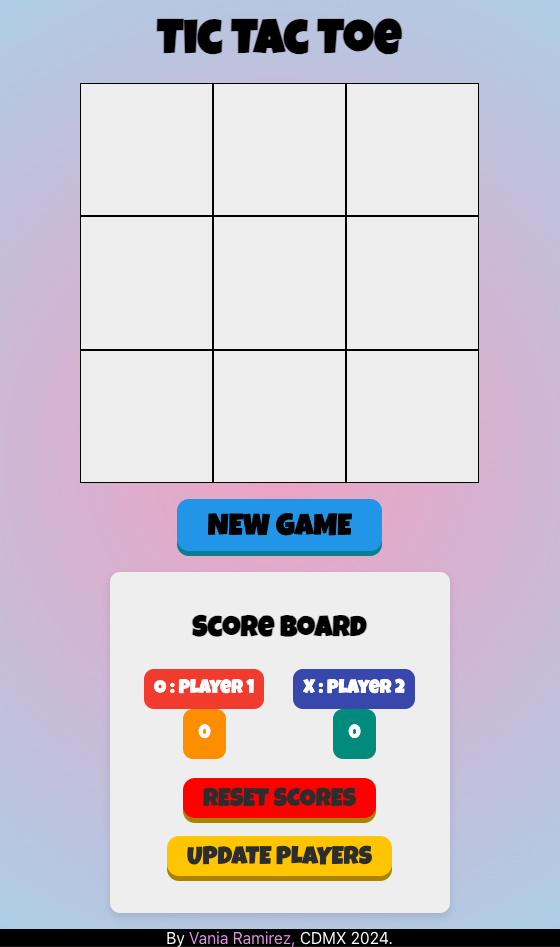 TIC TAC TOE
NEW GAME
SCORE BOARD
O : PLAYER 1
X : PLAYER 2
0
0
RESET SCORES
UPDATE PLAYERS
By Vania Ramirez, CDMX 2024.